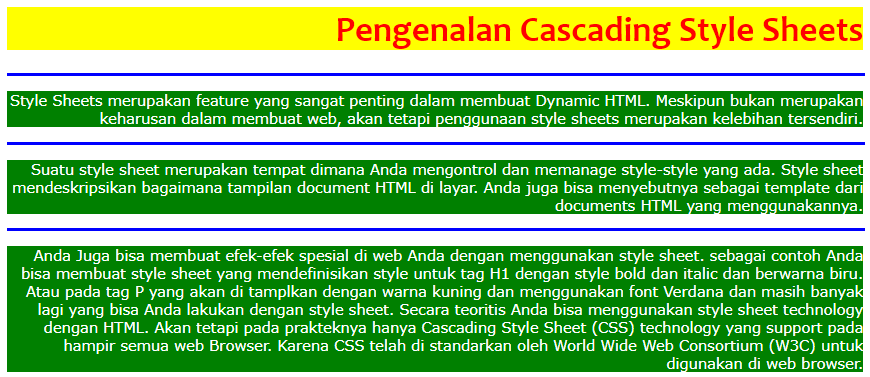 Pengenalan Cascading Style Sheets
Style Sheets merupakan feature yang sangat penting dalam membuat Dynamic HTML. Meskipun bukan merupakan
keharusan dalam membuat web, akan tetapi penggunaan style sheets merupakan kelebihan tersendiri.
Suatu style sheet merupakan tempat dimana Anda mengontrol dan memanage style-style yang ada. Style sheet
mendeskripsikan bagaimana tampilan document HTML di layar. Anda juga bisa menyebutnya sebagai template dari
documents HTML yang menggunakannya.
Anda Juga bisa membuat efek-efek spesial di web Anda dengan menggunakan style sheet. sebagai contoh Anda
bisa membuat style sheet yang mendefinisikan style untuk tag H1 dengan style bold dan italic dan berwarna biru.
Atau pada tag P yang akan di tamplkan dengan warna kuning dan menggunakan font Verdana dan masih banyak
lagi yang bisa Anda lakukan dengan style sheet. Secara teoritis Anda bisa menggunakan style sheet technology
dengan HTML. Akan tetapi pada prakteknya hanya Cascading Style Sheet (CSS) technology yang support pada
hampir semua web Browser. Karena CSS telah di standarkan oleh World Wide Web Consortium (W3C) untuk
digunakan di web browser.